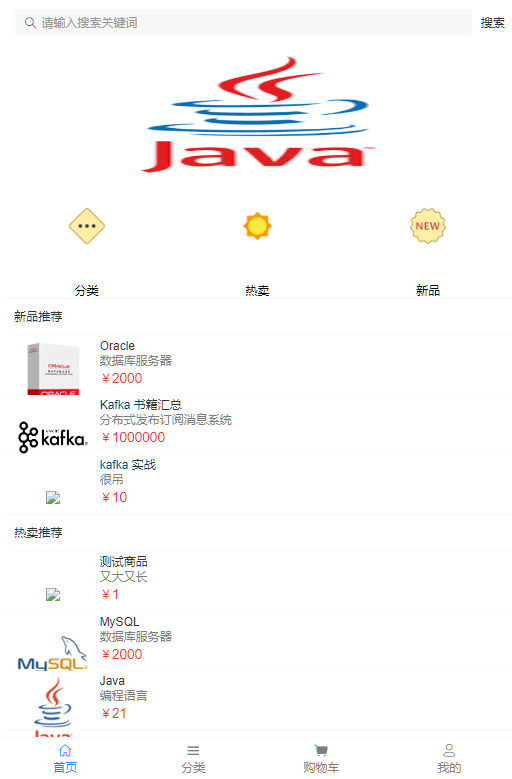 请输入搜索关键词
搜索
Java
NEW
分类
热卖
新品
新品推荐
ORACLE
ORACLE
Oracle
数据库服务器
￥2000
kafka
Kafka 书籍汇总
分布式发布订阅消息系统
￥1000000
kafka 实战
很吊
￥10
热卖推荐
测试商品
又大又长
￥1
MySQL
MySQL
数据库服务器
￥2000
Java
Java
编程语言
￥21
首页
分类
购物车
我的